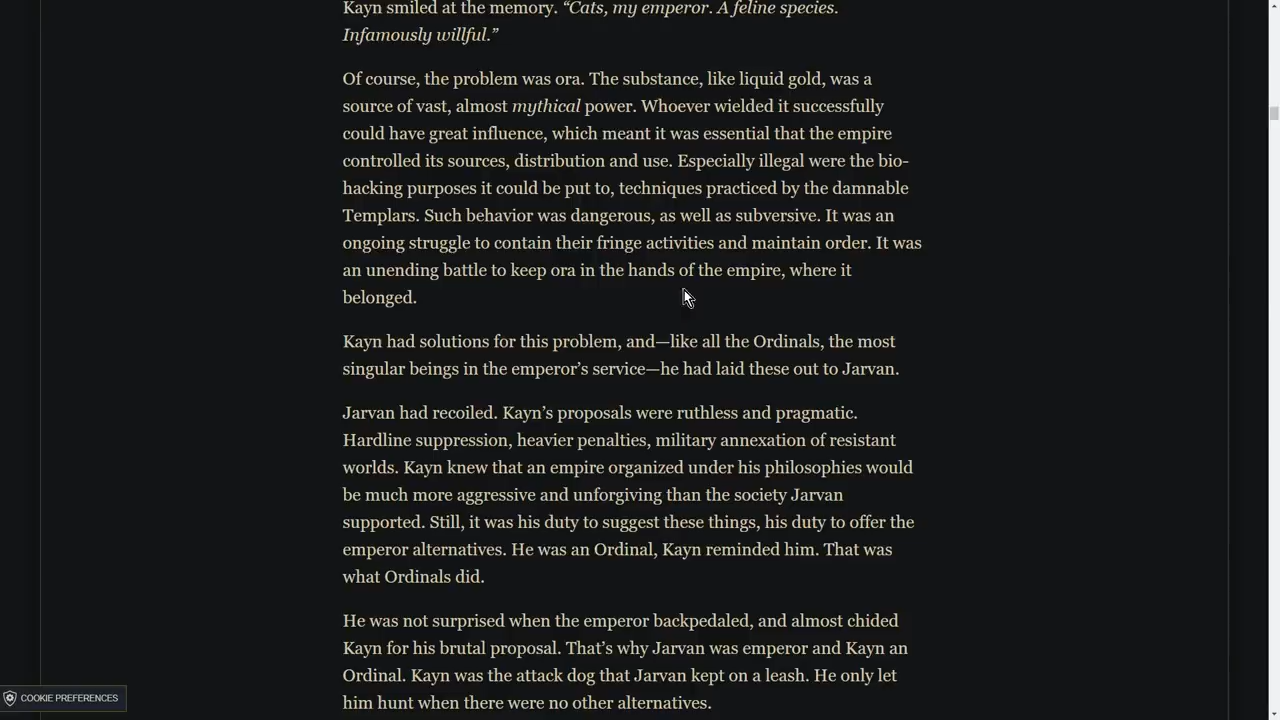 Kayn smiled at the memory. “Cats, my emperor. A feline species.
Infamously willful.”
Of course, the problem was ora. The substance, like liquid gold, was a
source of vast, almost mythical power. Whoever wielded it successfully
could have great influence, which meant it was essential that the empire
controlled its sources, distribution and use. Especially illegal were the bio-
hacking purposes it could be put to, techniques practiced by the damnable
Templars. Such behavior was dangerous, as well as subversive. It was an
ongoing struggle to contain their fringe activities and maintain order. It was
an unending battle to keep ora in the hands of the empire, where it
belonged.
Kayn had solutions for this problem, and—like all the Ordinals, the most
singular beings in the emperor’s service—he had laid these out to Jarvan.
Jarvan had recoiled. Kayn’s proposals were ruthless and pragmatic.
Hardline suppression, heavier penalties, military annexation of resistant
worlds. Kayn knew that an empire organized under his philosophies would
be much more aggressive and unforgiving than the society Jarvan
supported. Still, it was his duty to suggest these things, his duty to offer the
emperor alternatives. He was an Ordinal, Kayn reminded him. That was
what Ordinals did.
He was not surprised when the emperor backpedaled, and almost chided
Kayn for his brutal proposal. That’s why Jarvan was emperor and Kayn an
Ordinal. Kayn was the attack dog that Jarvan kept on a leash. He only let
him hunt when there were no other alternatives.
COOKIE PREFERENCES